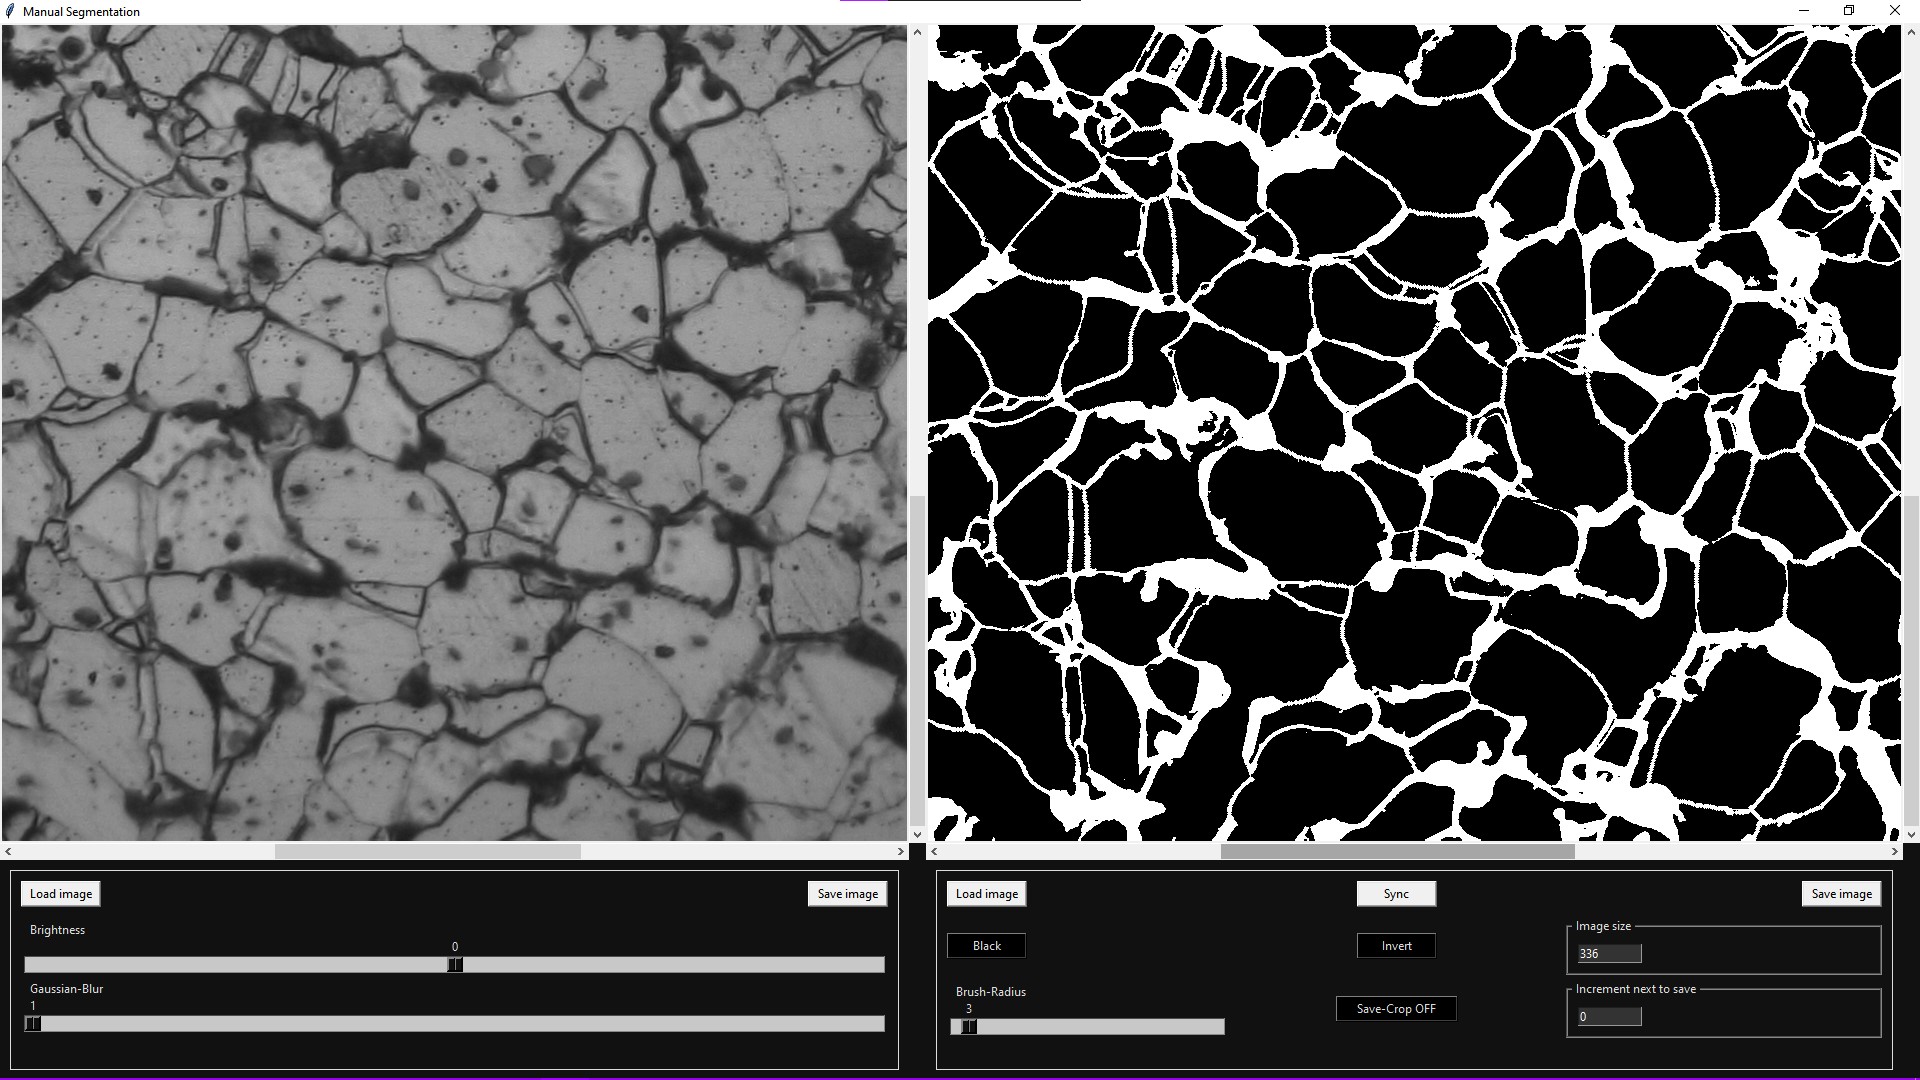 Manual Segmentation
Load image
Save image
Brightness
0
Gaussian-Blur
1
Load image
Sync
Save image
Black
Invert
Image size
336
Brush-Radius
3
Save-Crop OFF
Increment next to save
0